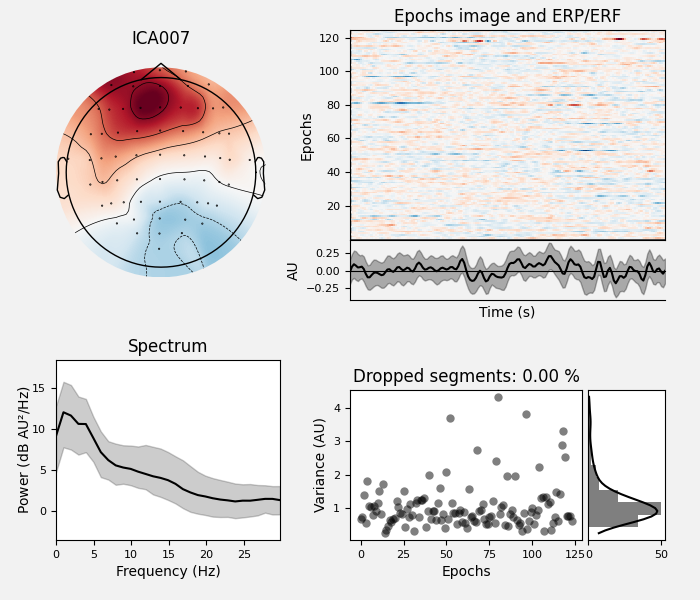 ICA007
Epochs image and ERP/ERF
120
100
80
60
40
20
Epochs
0.25
0.00
−0.25
AU
Time (s)
Spectrum
15
10
5
0
Power (dB AU²/Hz)
0 5 10 15 20 25
Frequency (Hz)
Dropped segments: 0.00 %
4
3
2
1
Variance (AU)
0 25 50 75 100 125
Epochs
0 50